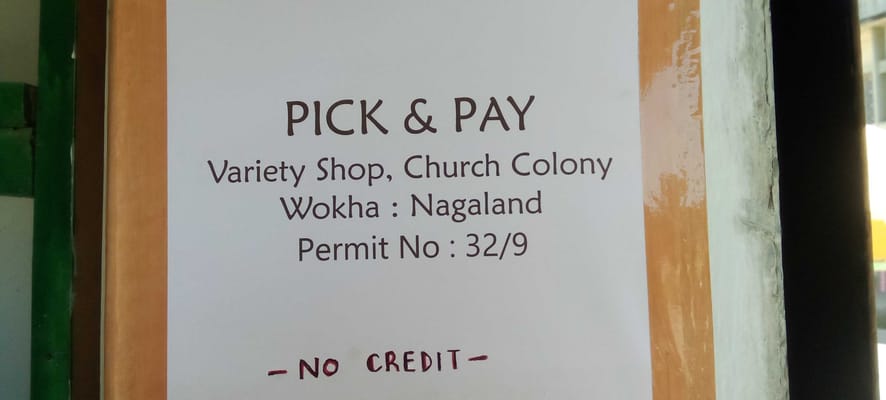 PICK & PAY
Variety Shop, Church Colony
Wokha : Nagaland
Permit No : 32/9
- NO CREDIT -